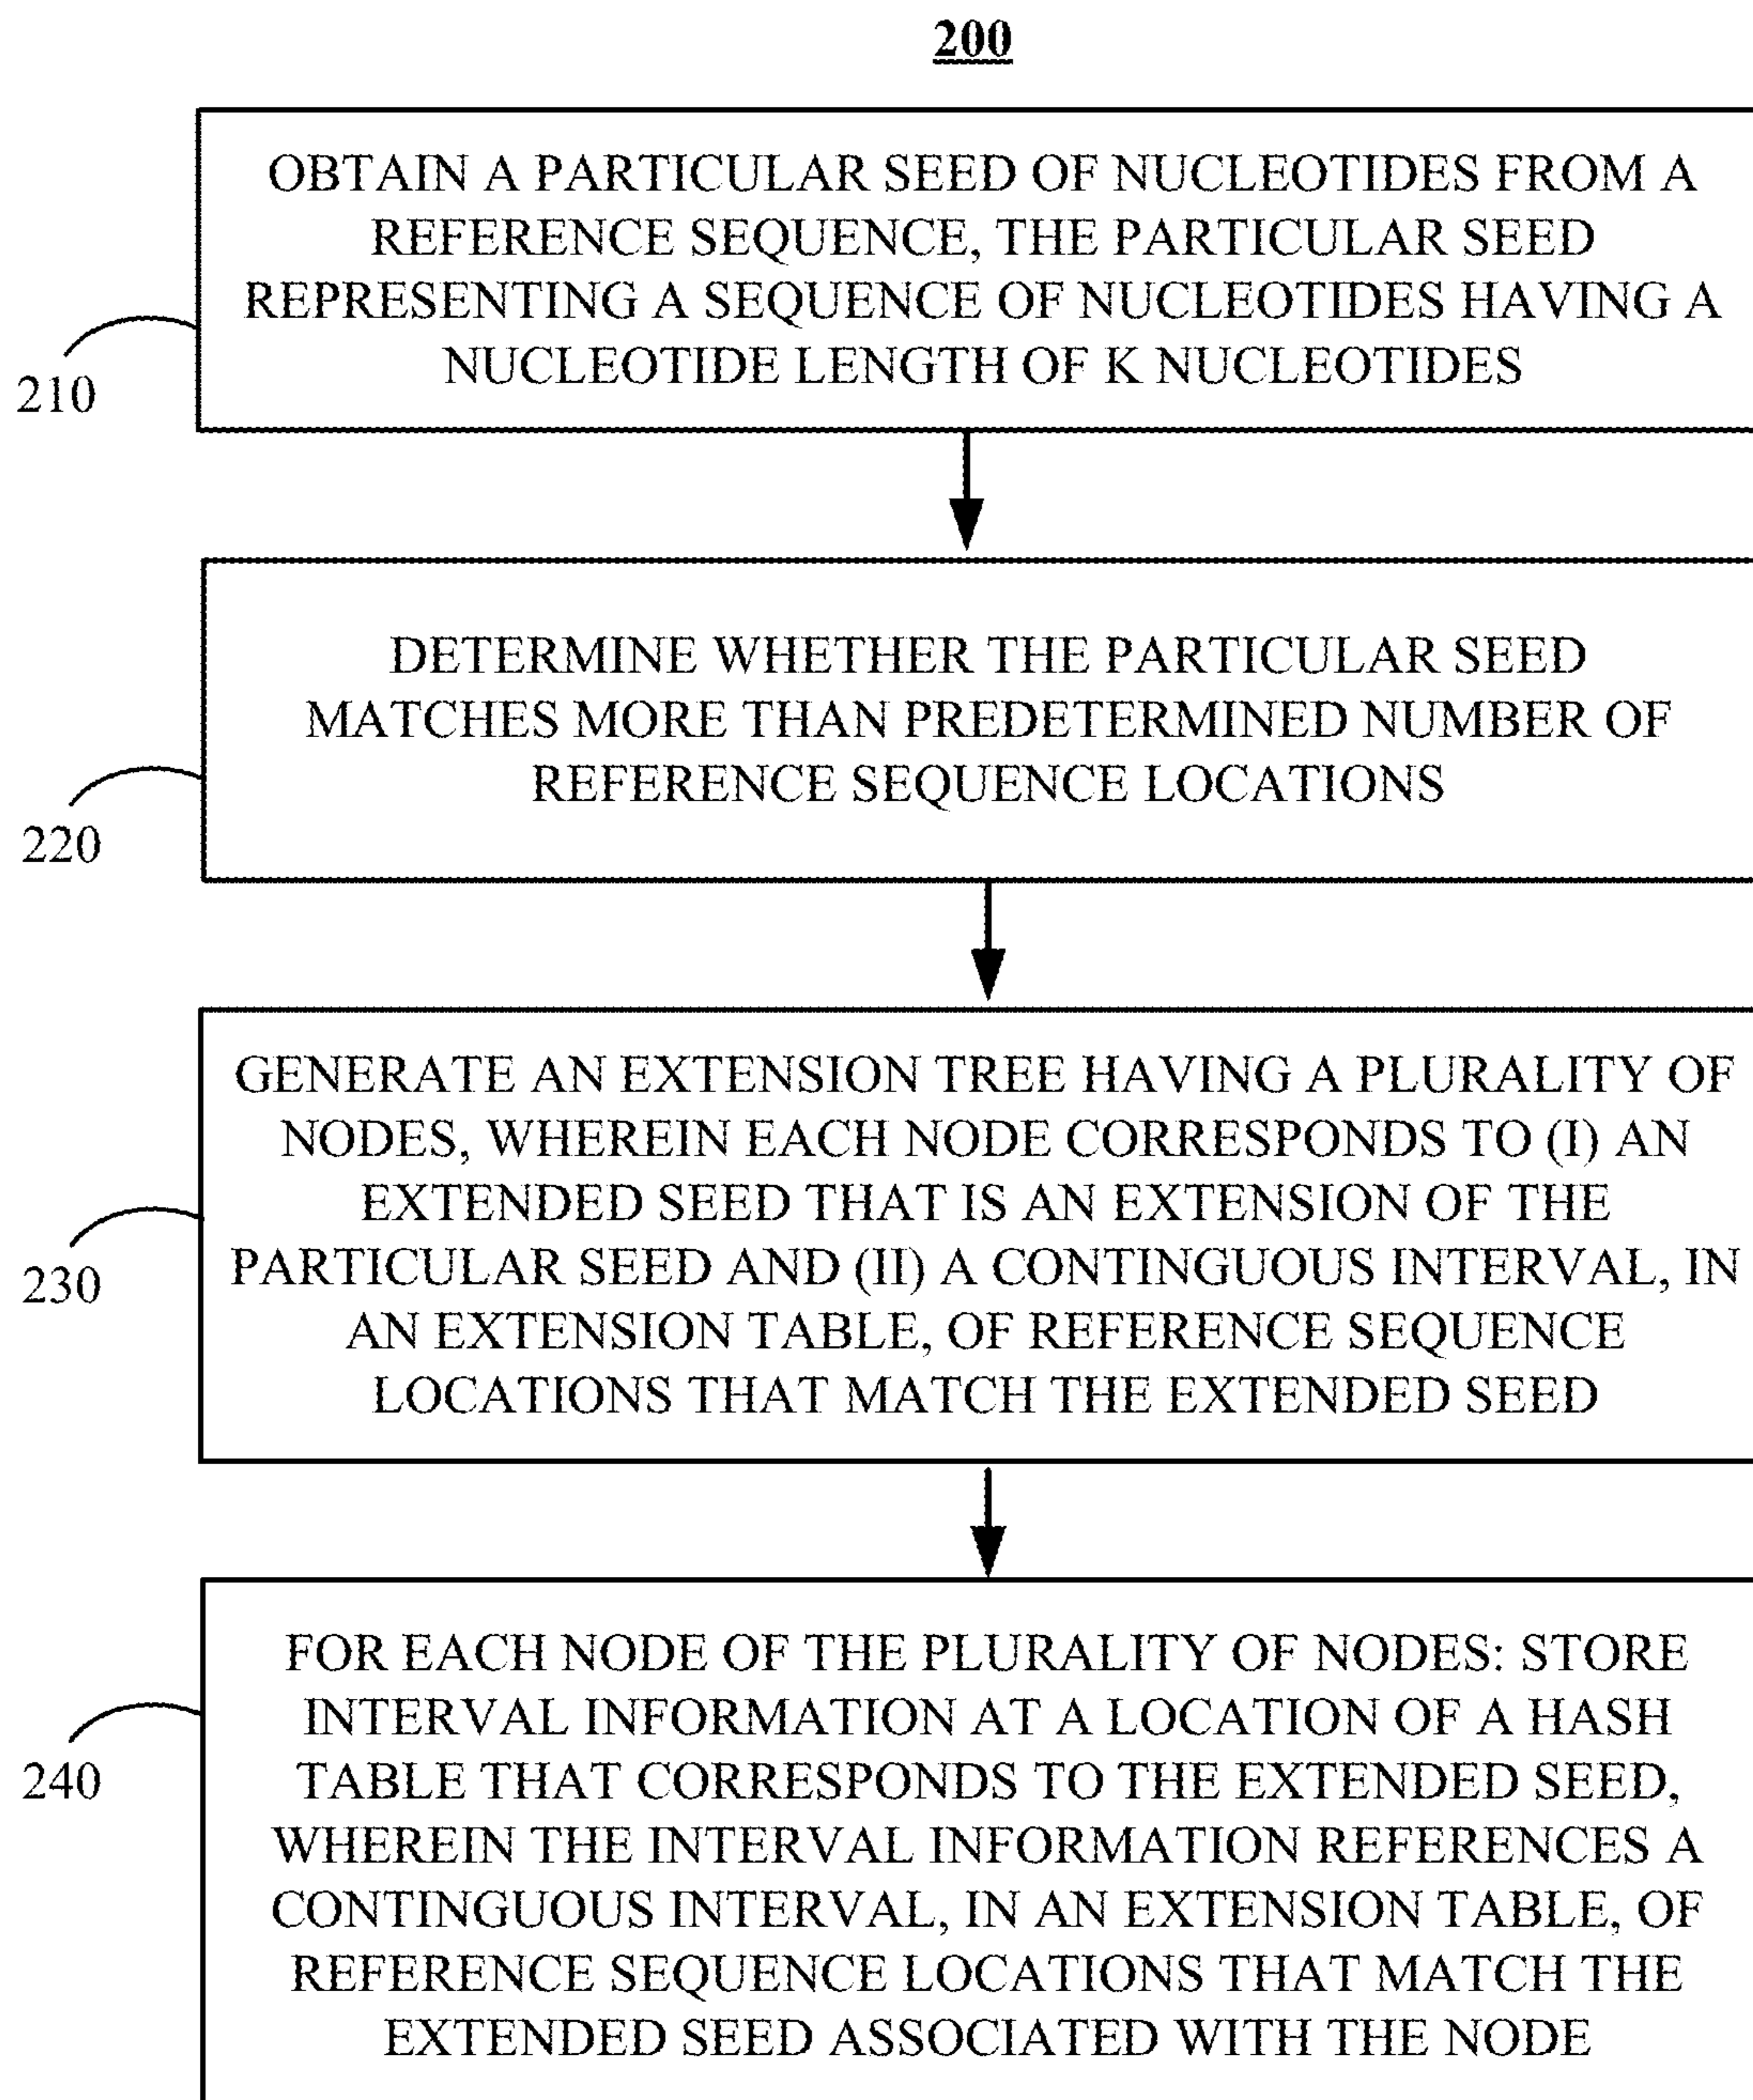 200
OBTAIN A PARTICULAR SEED OF NUCLEOTIDES FROM A
REFERENCE SEQUENCE, THE PARTICULAR SEED
REPRESENTING A SEQUENCE OF NUCLEOTIDES HAVING A
NUCLEOTIDE LENGTH OF K NUCLEOTIDES
210
DETERMINE WHETHER THE PARTICULAR SEED
MATCHES MORE THAN PREDETERMINED NUMBER OF
REFERENCE SEQUENCE LOCATIONS
220
GENERATE AN EXTENSION TREE HAVING A PLURALITY OF
NODES, WHEREIN EACH NODE CORRESPONDS TO (I) AN
EXTENDED SEED THAT IS AN EXTENSION OF THE
PARTICULAR SEED AND (II) A CONTINGUOUS INTERVAL, IN
AN EXTENSION TABLE, OF REFERENCE SEQUENCE
LOCATIONS THAT MATCH THE EXTENDED SEED
230
FOR EACH NODE OF THE PLURALITY OF NODES: STORE
INTERVAL INFORMATION AT A LOCATION OF A HASH
TABLE THAT CORRESPONDS TO THE EXTENDED SEED,
WHEREIN THE INTERVAL INFORMATION REFERENCES A
CONTINGUOUS INTERVAL, IN AN EXTENSION TABLE, OF
REFERENCE SEQUENCE LOCATIONS THAT MATCH THE
EXTENDED SEED ASSOCIATED WITH THE NODE
240